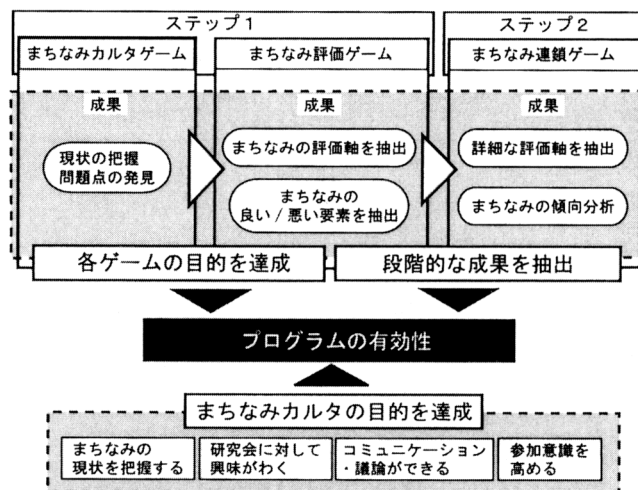 ステップ1
ステップ2
まちなみカルタゲーム
まちなみ評価ゲーム
まちなみ連鎖ゲーム
成果
成果
成果
現状の把握
問題点の発見
まちなみの評価軸を抽出
まちなみの
良い/悪い要素を抽出
詳細な評価軸を抽出
まちなみの傾向分析
各ゲームの目的を達成
段階的な成果を抽出
プログラムの有効性
まちなみカルタの目的を達成
まちなみの
現状を把握する
研究会に対して
興味がわく
コミュニケーション
・議論ができる
参加意識を
高める